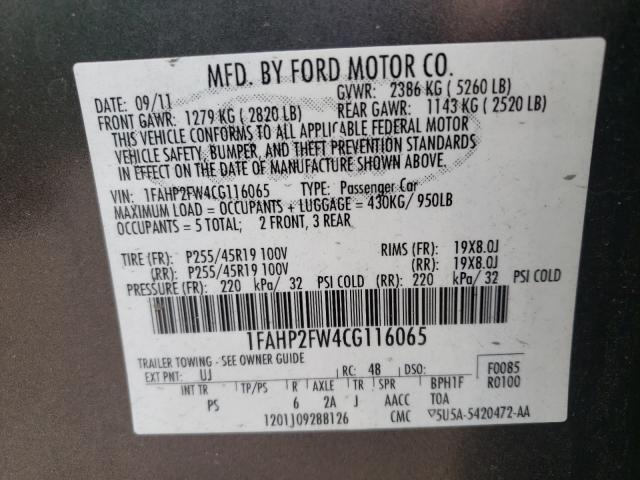 MFD. BY FORD MOTOR CO.
DATE: 09/11 GVWR: 2386 KG ( 5260 LB)
FRONT GAWR: 1279 KG ( 2820 LB) REAR GAWR: 1143 KG ( 2520 LB)
THIS VEHICLE CONFORMS TO ALL APPLICABLE FEDERAL MOTOR
VEHICLE SAFETY, BUMPER, AND THEFT PREVENTION STANDARDS
IN EFFECT ON THE DATE OF MANUFACTURE SHOWN ABOVE.
VIN: 1FAHP2FW4CG116065 TYPE: Passenger Car
MAXIMUM LOAD = OCCUPANTS + LUGGAGE = 430KG/ 950LB
OCCUPANTS = 5 TOTAL: 2 FRONT, 3 REAR
TIRE (FR): P255/45R19 100V RIMS (FR): 19X8.0J
(RR): P255/45R19 100V (RR): 19X8.0J
PRESSURE (FR): 220 kPa/ 32 PSI COLD (RR): 220 kPa/ 32 PSI COLD
1FAHP2FW4CG116065
TRAILER TOWING - SEE OWNER GUIDE
EXT PNT: UJ RC: 48 DSO: F0085
R0100
INT TR TP/PS R AXLE TR SPR BPH1F
PS 6 2A J AACC TOA
1201J09288126 CMC ▽5U5A-5420472-AA